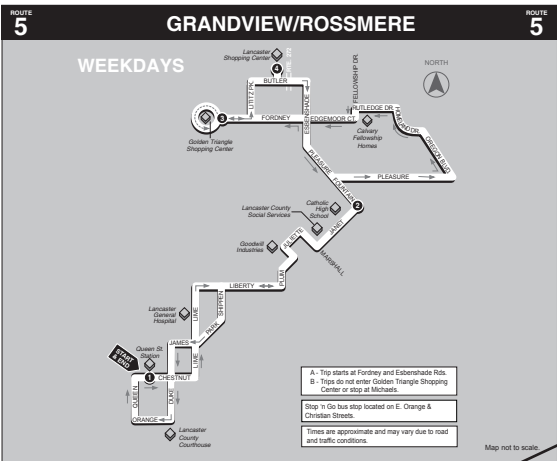 ROUTE
5
GRANDVIEW/ROSSMERE
ROUTE
5
WEEKDAYS
Lancaster
Shopping Center
4
BUTLER
LITITZ PK.
NORTH
FELLOWSHIP DR.
RUTLEDGE DR.
HOMELAND DR.
OREGON BLVD.
3
FORDNEY
ESBENSHADE
EDGEMOOR CT.
Golden Triangle
Shopping Center
Calvary
Fellowship
Homes
PLEASURE
PLEASURE
FOUNTAIN
Catholic
High
School
2
Lancaster County
Social Services
JANET
JULIETTE
MARSHALL
Goodwill
Industries
PLUM
LIBERTY
SHIPPEN
LIME
PARK
Lancaster
General
Hospital
JAMES
LIME
START
& END
Queen St.
Station
1
CHESTNUT
QUEEN
DUKE
ORANGE
Lancaster
County
Courthouse
A - Trip starts at Fordney and Esbenshade Rds.
B - Trips do not enter Golden Triangle Shopping
Center or stop at Michaels.
Stop 'n Go bus stop located on E. Orange &
Christian Streets.
Times are approximate and may vary due to road
and traffic conditions.
Map not to scale.